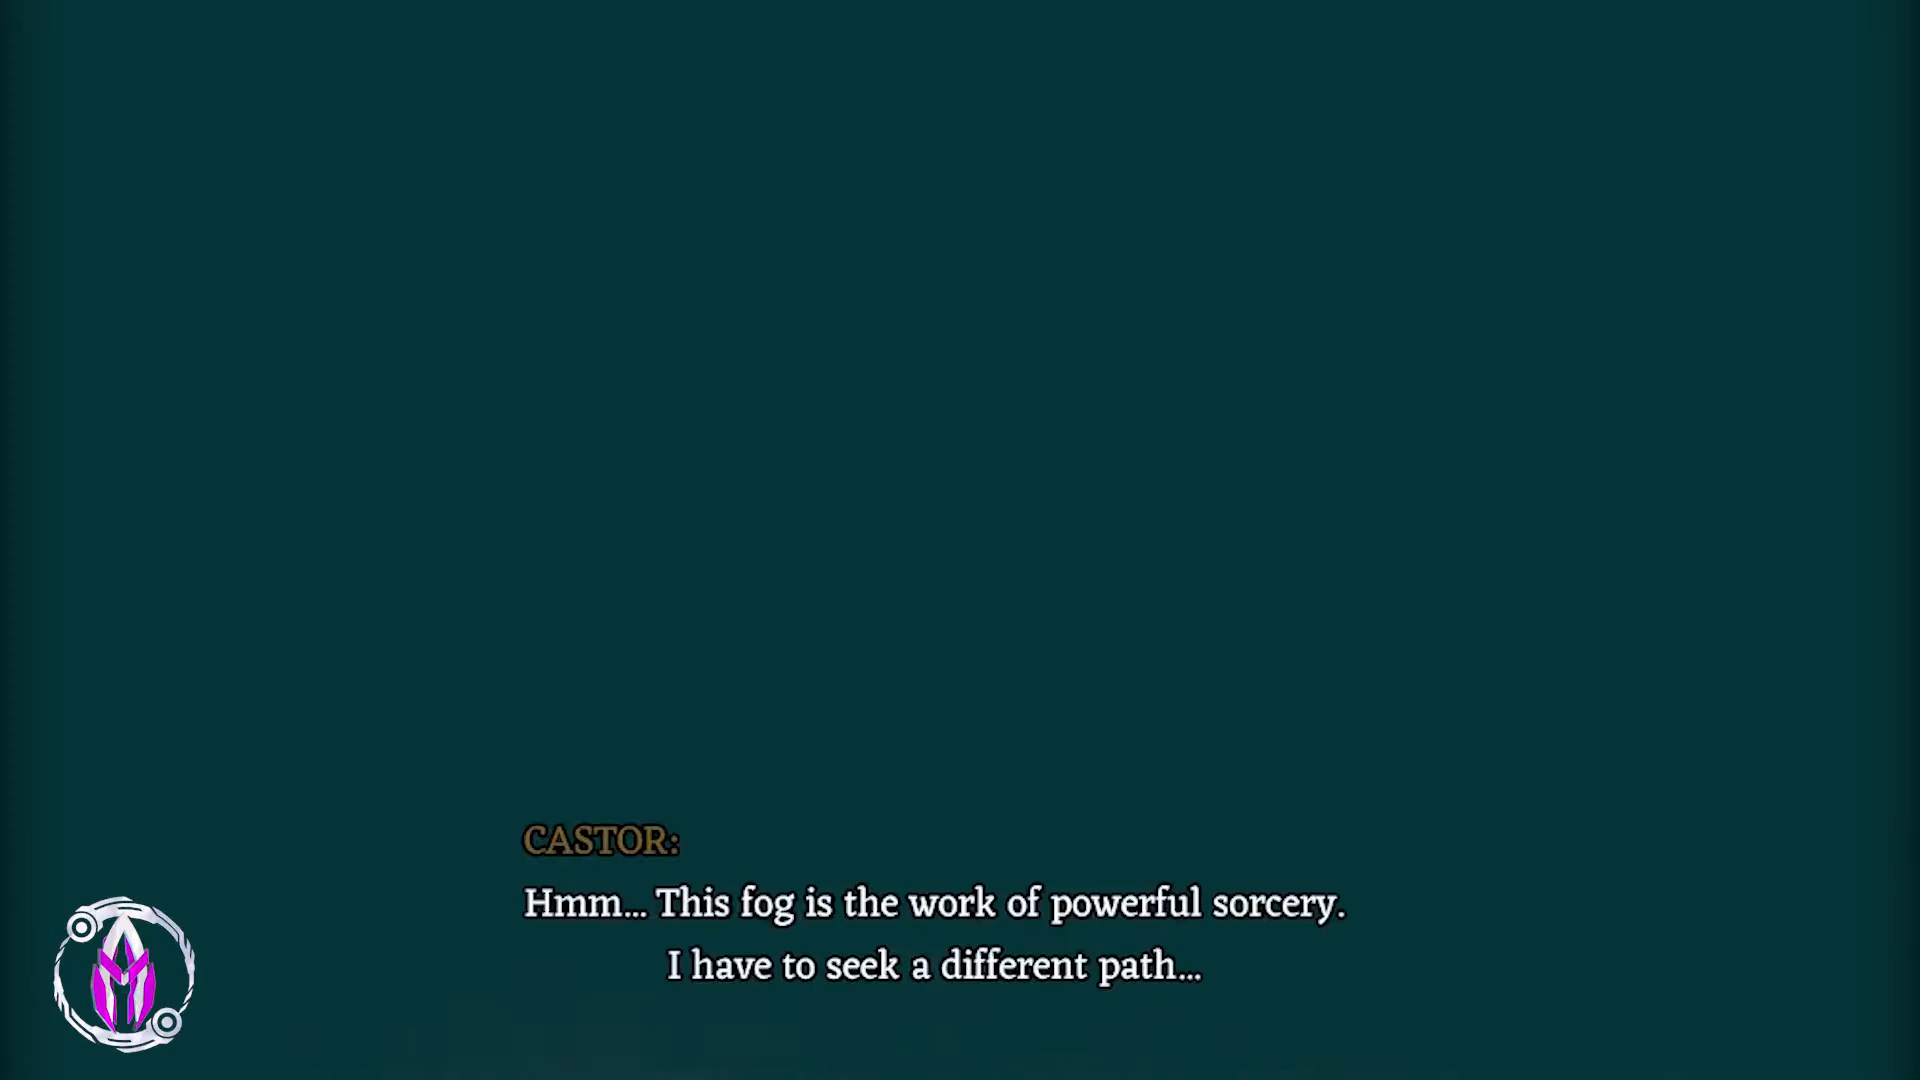 CASTOR:
Hmm... This fog is the work of powerful sorcery.
I have to seek a different path...